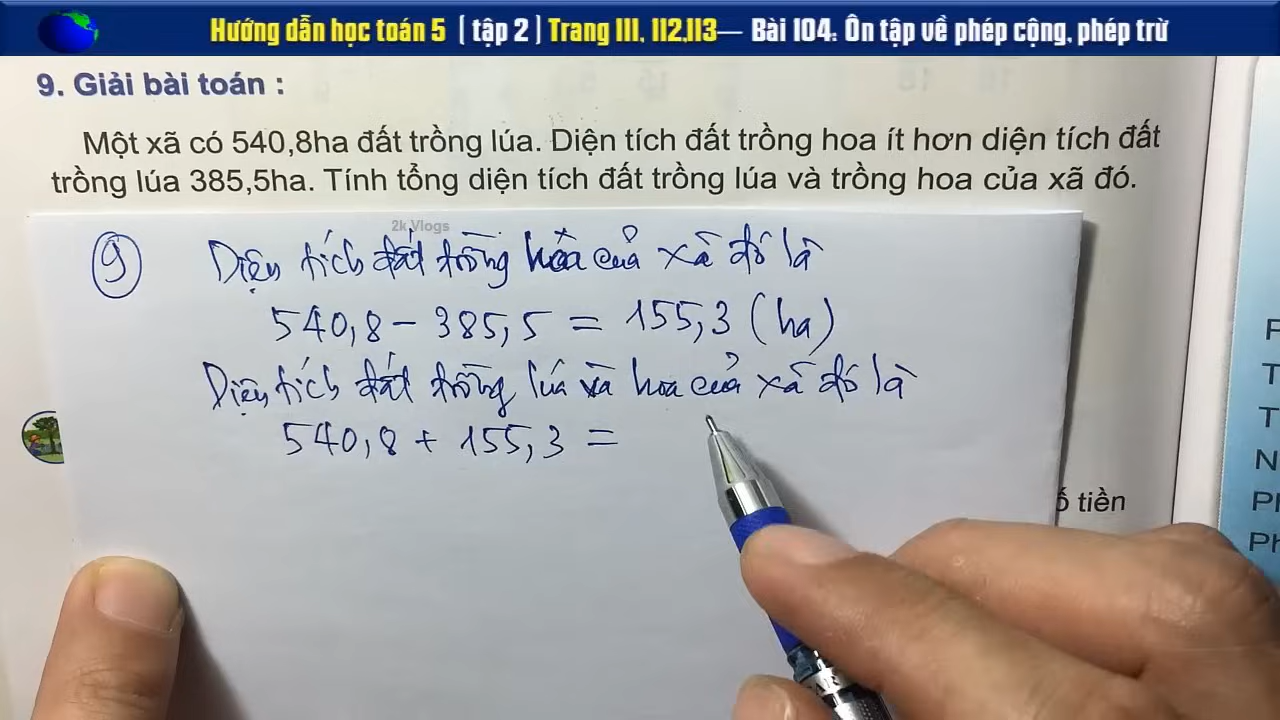 Hướng dẫn học toán 5 ( tập 2 ) Trang 111, 112,113– Bài 104: Ôn tập về phép cộng, phép trừ
9. Giải bài toán :
Một xã có 540,8ha đất trồng lúa. Diện tích đất trồng hoa ít hơn diện tích đất
trồng lúa 385,5ha. Tính tổng diện tích đất trồng lúa và trồng hoa của xã đó.
2k Vlogs
9 Diện tích đất trồng hoa của xã đó là
540,8 - 385,5 = 155,3 (ha)
Diện tích đất trồng lúa và hoa của xã đó là
540,8 + 155,3 =
tiền